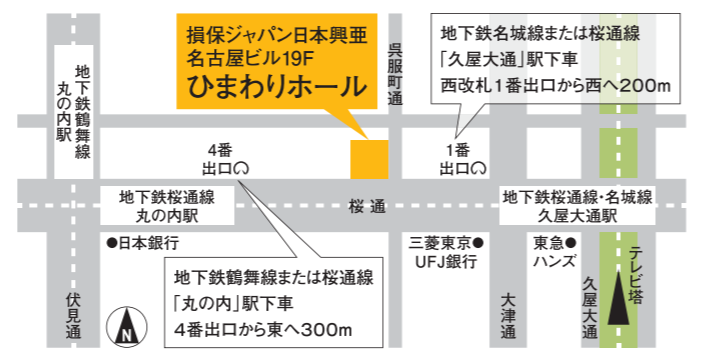 損保ジャパン日本興亜
名古屋ビル19F
ひまわりホール
地下鉄名城線または桜通線
「久屋大通」駅下車
西改札1番出口から西へ200m
呉服町通
地下鉄鶴舞線
丸の内駅
4番
出口
1番
出口
地下鉄桜通線
丸の内駅
桜通
地下鉄桜通線・名城線
久屋大通駅
●日本銀行
三菱東京●
UFJ銀行
東急●
ハンズ
地下鉄鶴舞線または桜通線
「丸の内」駅下車
4番出口から東へ300m
伏見通
N
大津通
久屋大通
テレビ塔